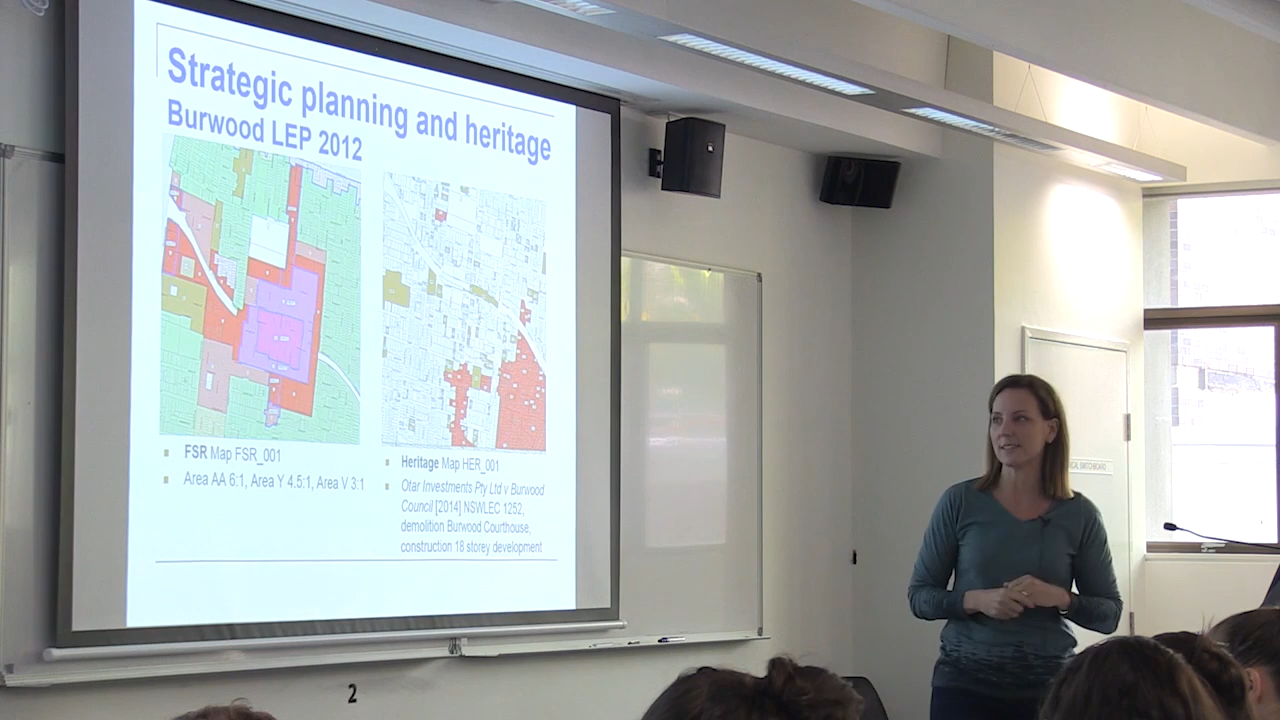 Strategic planning and heritage
Burwood LEP 2012
FSR Map FSR_001
Area AA 6:1, Area Y 4.5:1, Area V 3:1
Heritage Map HER_001
Otar Investments Pty Ltd v Burwood
Council [2014] NSWLEC 1252,
demolition Burwood Courthouse,
construction 18 storey development
SWITCHBOARD
2